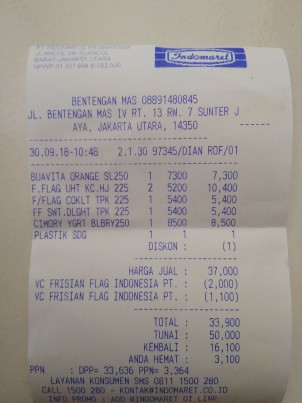 Indomaret
JAKARTA UTARA
BENTENGAN MAS 08891480845
JL. BENTENGAN MAS IV RT. 13 RW. 7 SUNTER J
AYA, JAKARTA UTARA, 14350
30.09.18-10:48 2.1.30 97345/DIAN ROF/01
BUAVITA ORANGE SL250 1 7300 7,300
F.FLAG UHT KC.HJ 225 2 5200 10,400
F/FLAG COKLT TPK 225 1 5400 5,400
FF SWT.DLGHT TPK 225 1 5400 5,400
CIMORY YGRT BLBRY250 1 8500 8,500
PLASTIK SDG 1 1 1
DISKON : (1)
HARGA JUAL : 37,000
VC FRISIAN FLAG INDONESIA PT. : (2,000)
VC FRISIAN FLAG INDONESIA PT. : (1,100)
TOTAL : 33,900
TUNAI : 50,000
KEMBALI : 16,100
ANDA HEMAT : 3,100
PPN : DPP= 33,636 PPN= 3,364
LAYANAN KONSUMEN SMS 0811 1500 280
CALL 1500 280 - KONTAK@INDOMARET.CO.ID
INFO PROMO : ADD @INDOMARET DI LINE